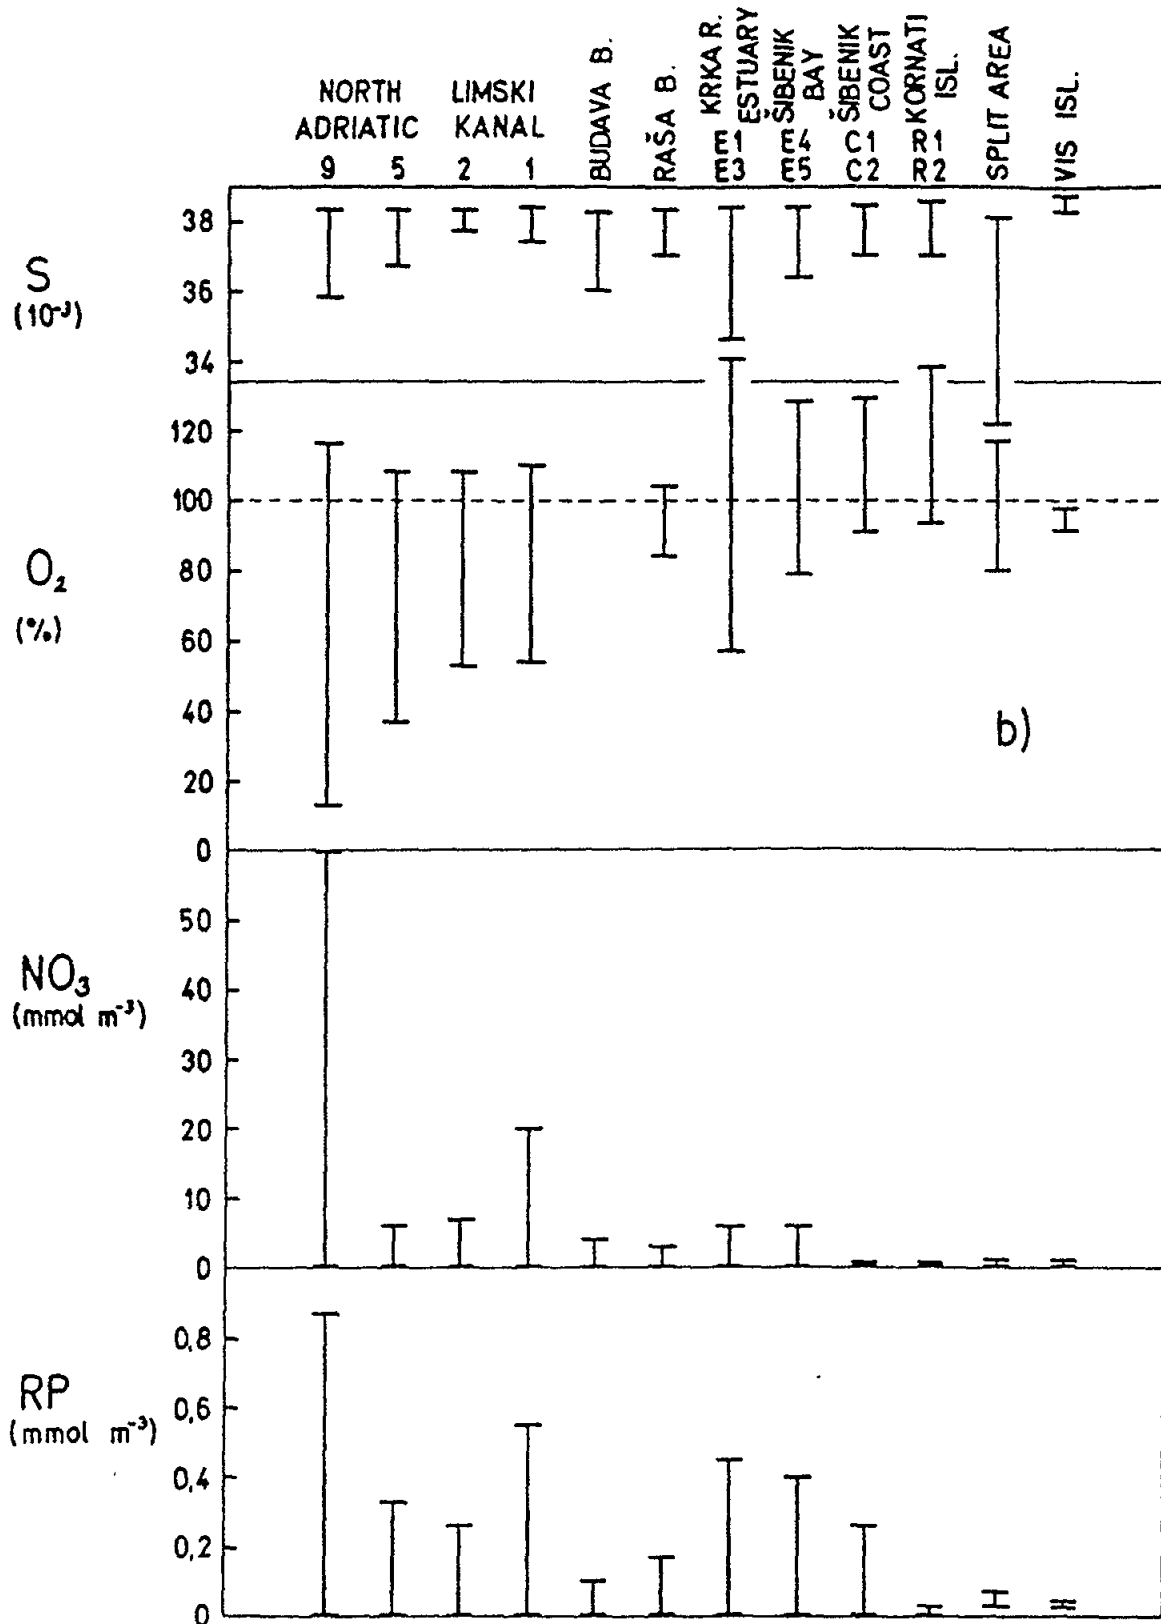 NORTH ADRIATIC
9 5
LIMSKI KANAL
2 1
BUDAVA B.
RAŠA B.
KRKA R. ESTUARY
E1
E3
ŠIBENIK BAY
E4
E5
ŠIBENIK COAST
C1
C2
KORNATI ISL.
R1
R2
SPLIT AREA
VIS ISL.
S
(10⁻³)
38
36
34
O₂
(%)
120
100
80
60
40
20
0
b)
NO₃
(mmol m⁻³)
50
40
30
20
10
0
RP
(mmol m⁻³)
0,8
0,6
0,4
0,2
0